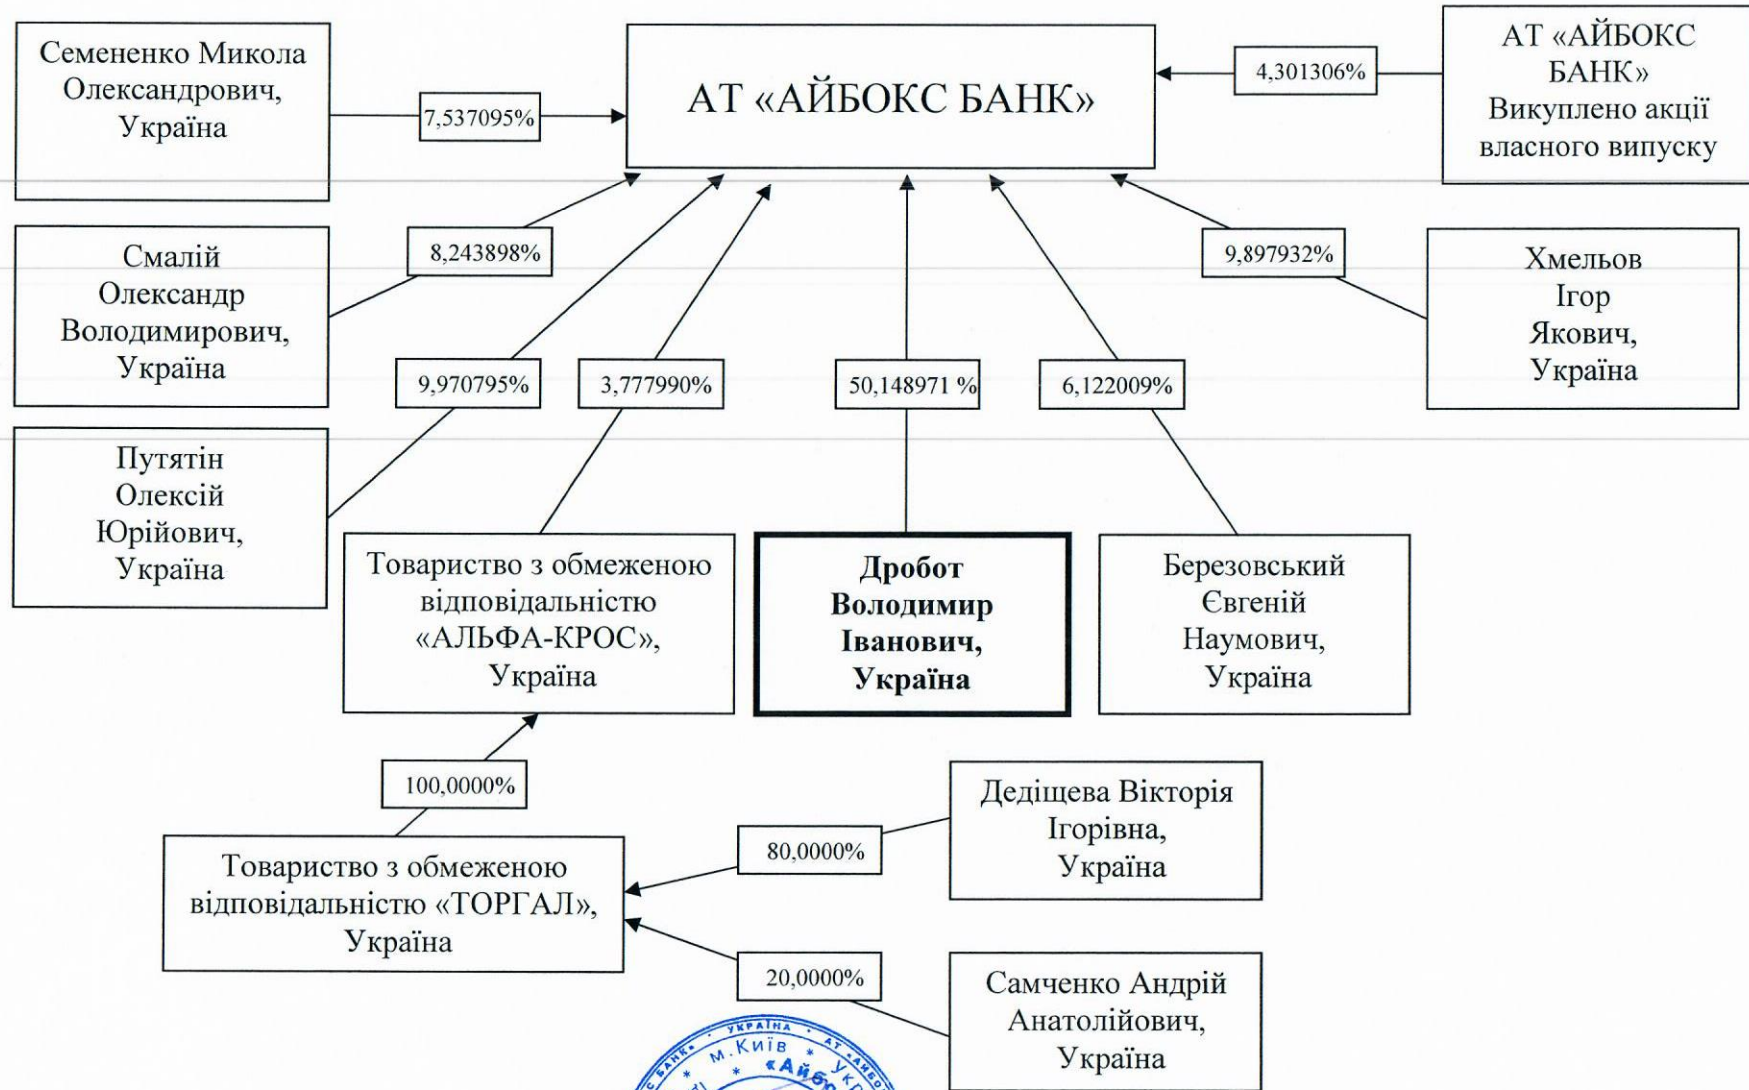 Семененко Микола
Олександрович,
Україна
7,537095%
АТ «АЙБОКС БАНК»
4,301306%
АТ «АЙБОКС
БАНК»
Викуплено акції
власного випуску
Смалій
Олександр
Володимирович,
Україна
8,243898%
9,897932%
Хмельов
Ігор
Якович,
Україна
9,970795%
3,777990%
50,148971 %
6,122009%
Путятін
Олексій
Юрійович,
Україна
Товариство з обмеженою
відповідальністю
«АЛЬФА-КРОС»,
Україна
Дробот
Володимир
Іванович,
Україна
Березовський
Євгеній
Наумович,
Україна
100,0000%
Товариство з обмеженою
відповідальністю «ТОРГАЛ»,
Україна
80,0000%
Дедіщева Вікторія
Ігорівна,
Україна
20,0000%
Самченко Андрій
Анатолійович,
Україна
УКРАЇНА
м.Київ